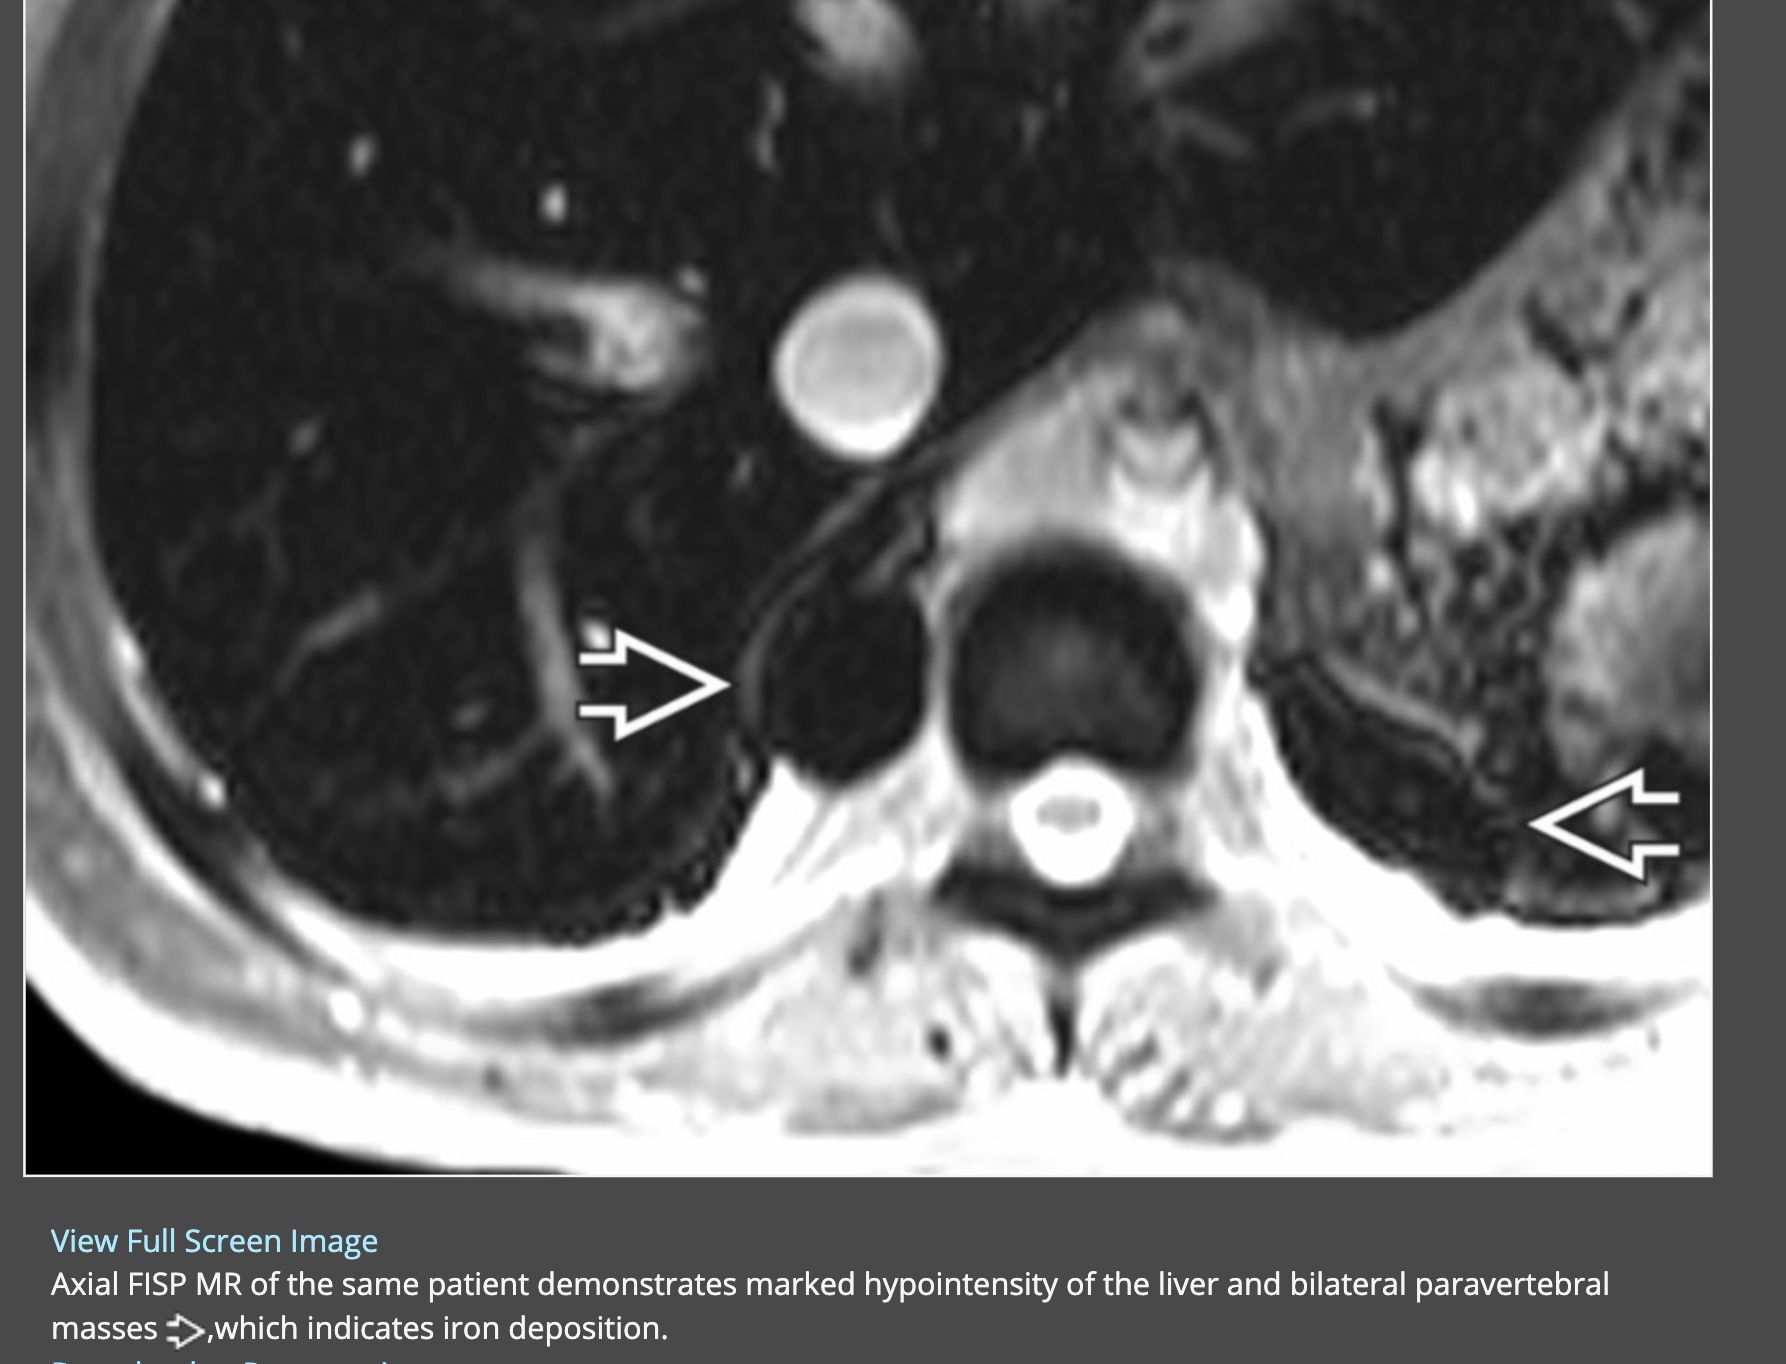 View Full Screen Image
Axial FISP MR of the same patient demonstrates marked hypointensity of the liver and bilateral paravertebral
masses ,which indicates iron deposition.